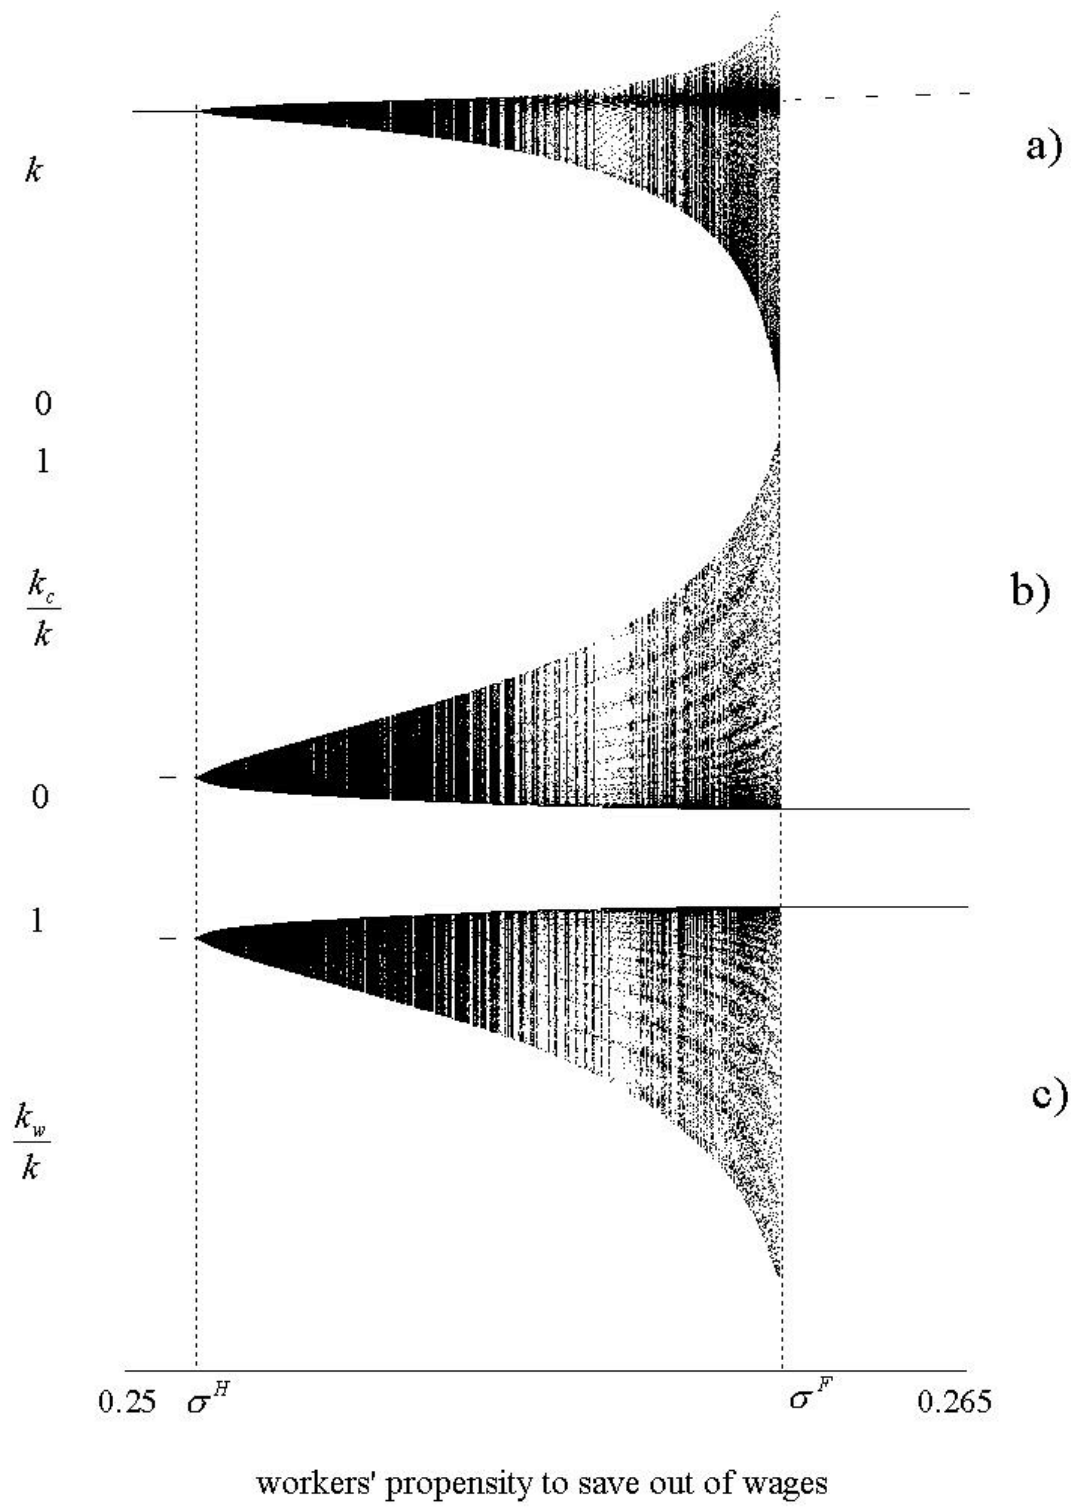 a)
k
0
1
k_c
k
b)
0
1
c)
k_w
k
0.25 σ^H σ^F 0.265
workers' propensity to save out of wages